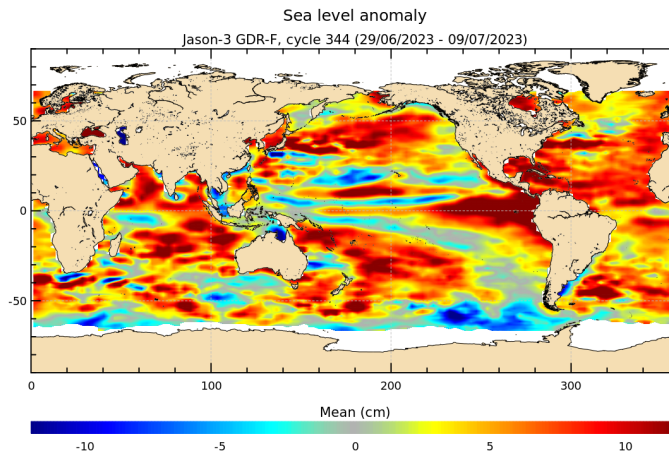 Sea level anomaly
Jason-3 GDR-F, cycle 344 (29/06/2023 - 09/07/2023)
50
0
-50
0 100 200 300
Mean (cm)
-10 -5 0 5 10